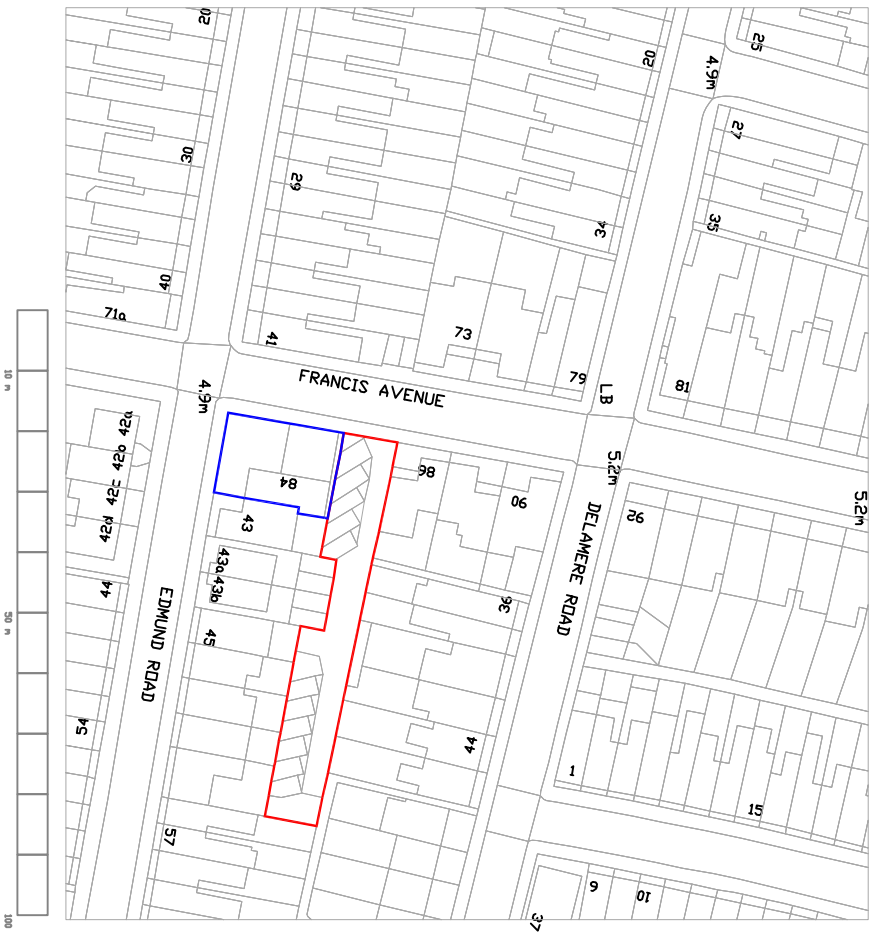 20
20
25
4.9m
27
30
29
34
35
40
71a
41
73
79
LB
81
FRANCIS AVENUE
4.9m
10 m
42a
42b
42c
42d
84
86
90
92
5.2m
5.2m
43
43a
43b
44
45
36
EDMUND ROAD
DELAMERE ROAD
50 m
54
44
1
15
57
6
10
37
100